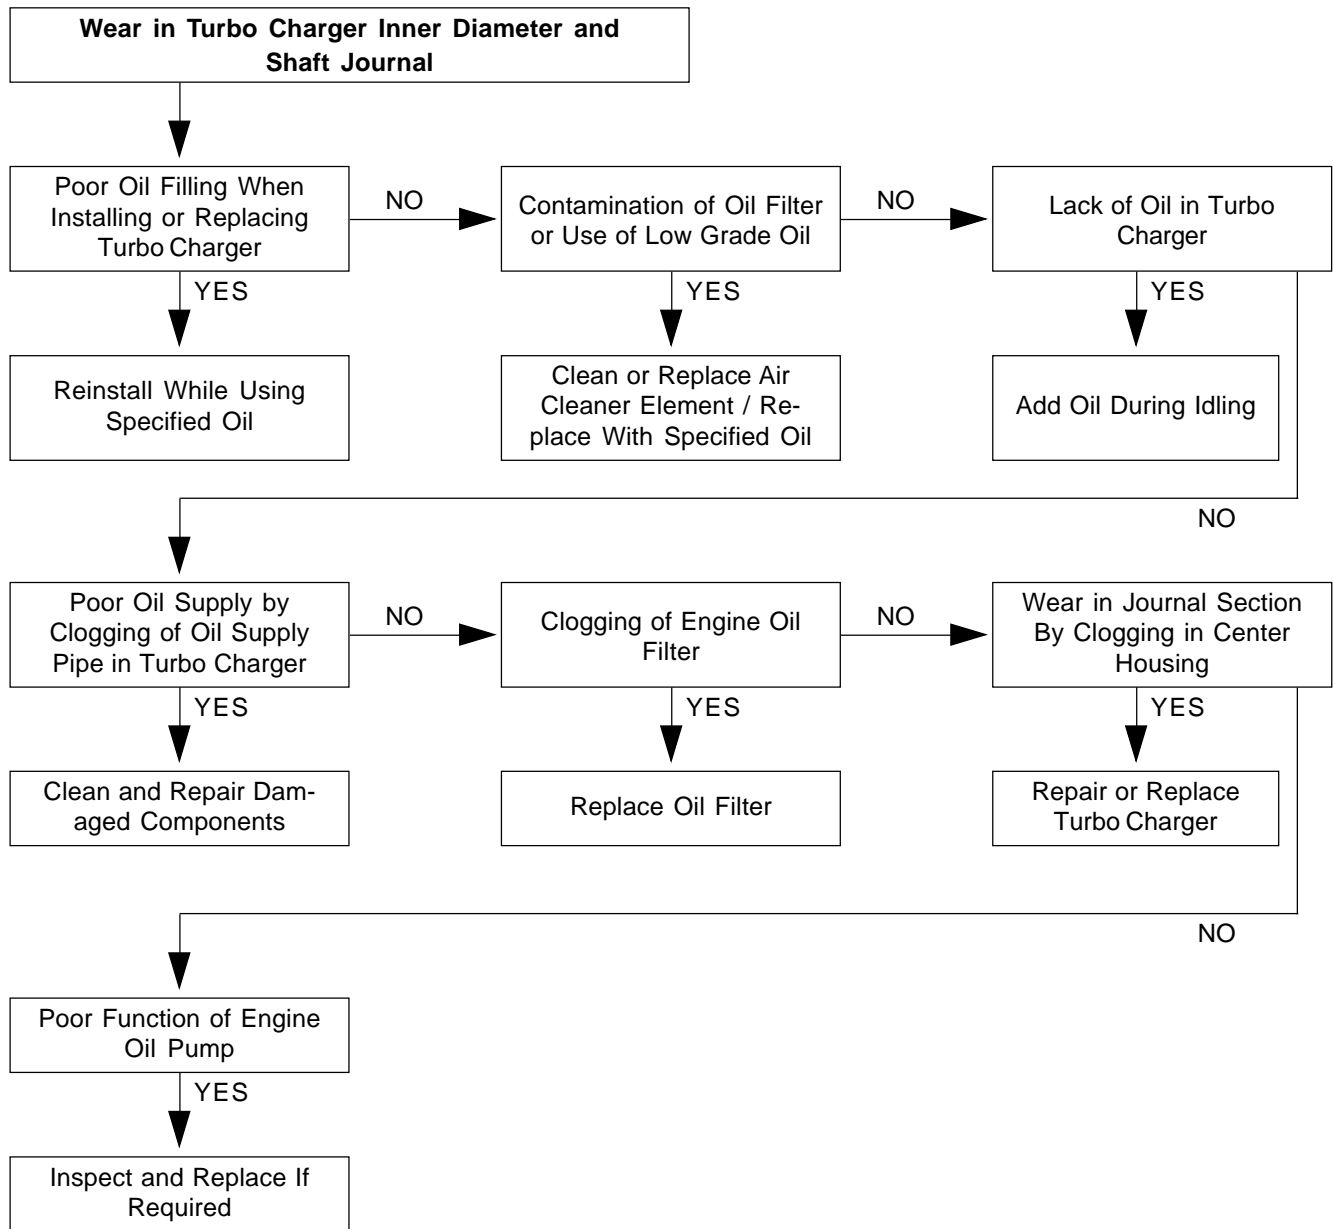 Wear in Turbo Charger Inner Diameter and
Shaft Journal
Poor Oil Filling When
Installing or Replacing
Turbo Charger
NO
Contamination of Oil Filter
or Use of Low Grade Oil
NO
Lack of Oil in Turbo
Charger
YES
YES
YES
Reinstall While Using
Specified Oil
Clean or Replace Air
Cleaner Element / Re-
place With Specified Oil
Add Oil During Idling
NO
Poor Oil Supply by
Clogging of Oil Supply
Pipe in Turbo Charger
NO
Clogging of Engine Oil
Filter
NO
Wear in Journal Section
By Clogging in Center
Housing
YES
YES
YES
Clean and Repair Dam-
aged Components
Replace Oil Filter
Repair or Replace
Turbo Charger
NO
Poor Function of Engine
Oil Pump
YES
Inspect and Replace If
Required